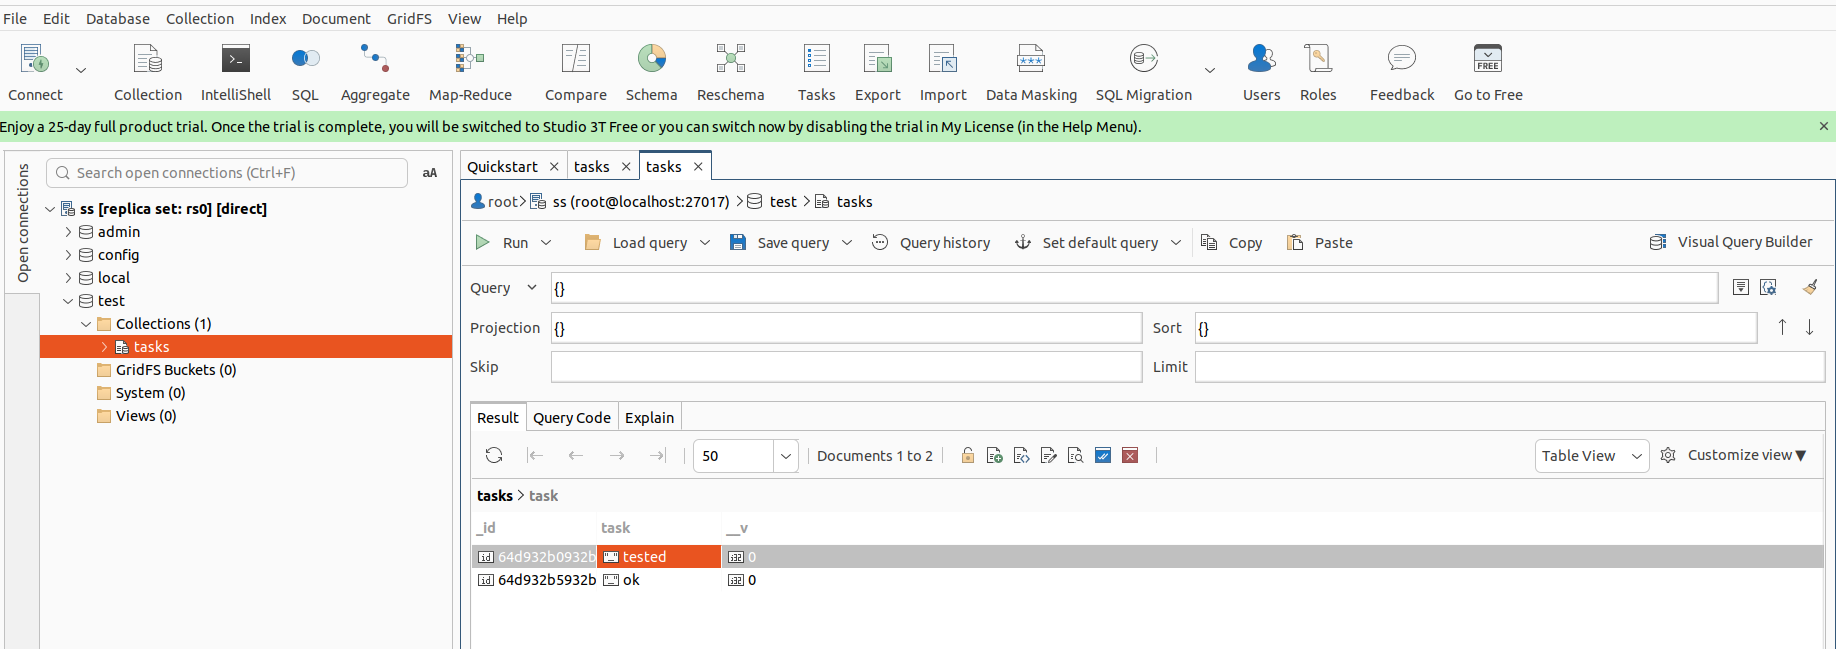 File Edit Database Collection Index Document GridFS View Help
Connect Collection IntelliShell SQL Aggregate Map-Reduce Compare Schema Reschema Tasks Export Import Data Masking SQL Migration Users Roles Feedback Go to Free
FREE
Enjoy a 25-day full product trial. Once the trial is complete, you will be switched to Studio 3T Free or you can switch now by disabling the trial in My License (in the Help Menu).
Open connections
Search open connections (Ctrl+F) aA
ss [replica set: rs0] [direct]
admin
config
local
test
Collections (1)
tasks
GridFS Buckets (0)
System (0)
Views (0)
Quickstart tasks tasks
root ss (root@localhost:27017) test tasks
Run Load query Save query Query history Set default query Copy Paste Visual Query Builder
Query {}
Projection {} Sort {}
Skip Limit
Result Query Code Explain
50 Documents 1 to 2 Table View Customize view
tasks > task
_id task __v
64d932b0932b tested 0
64d932b5932b ok 0